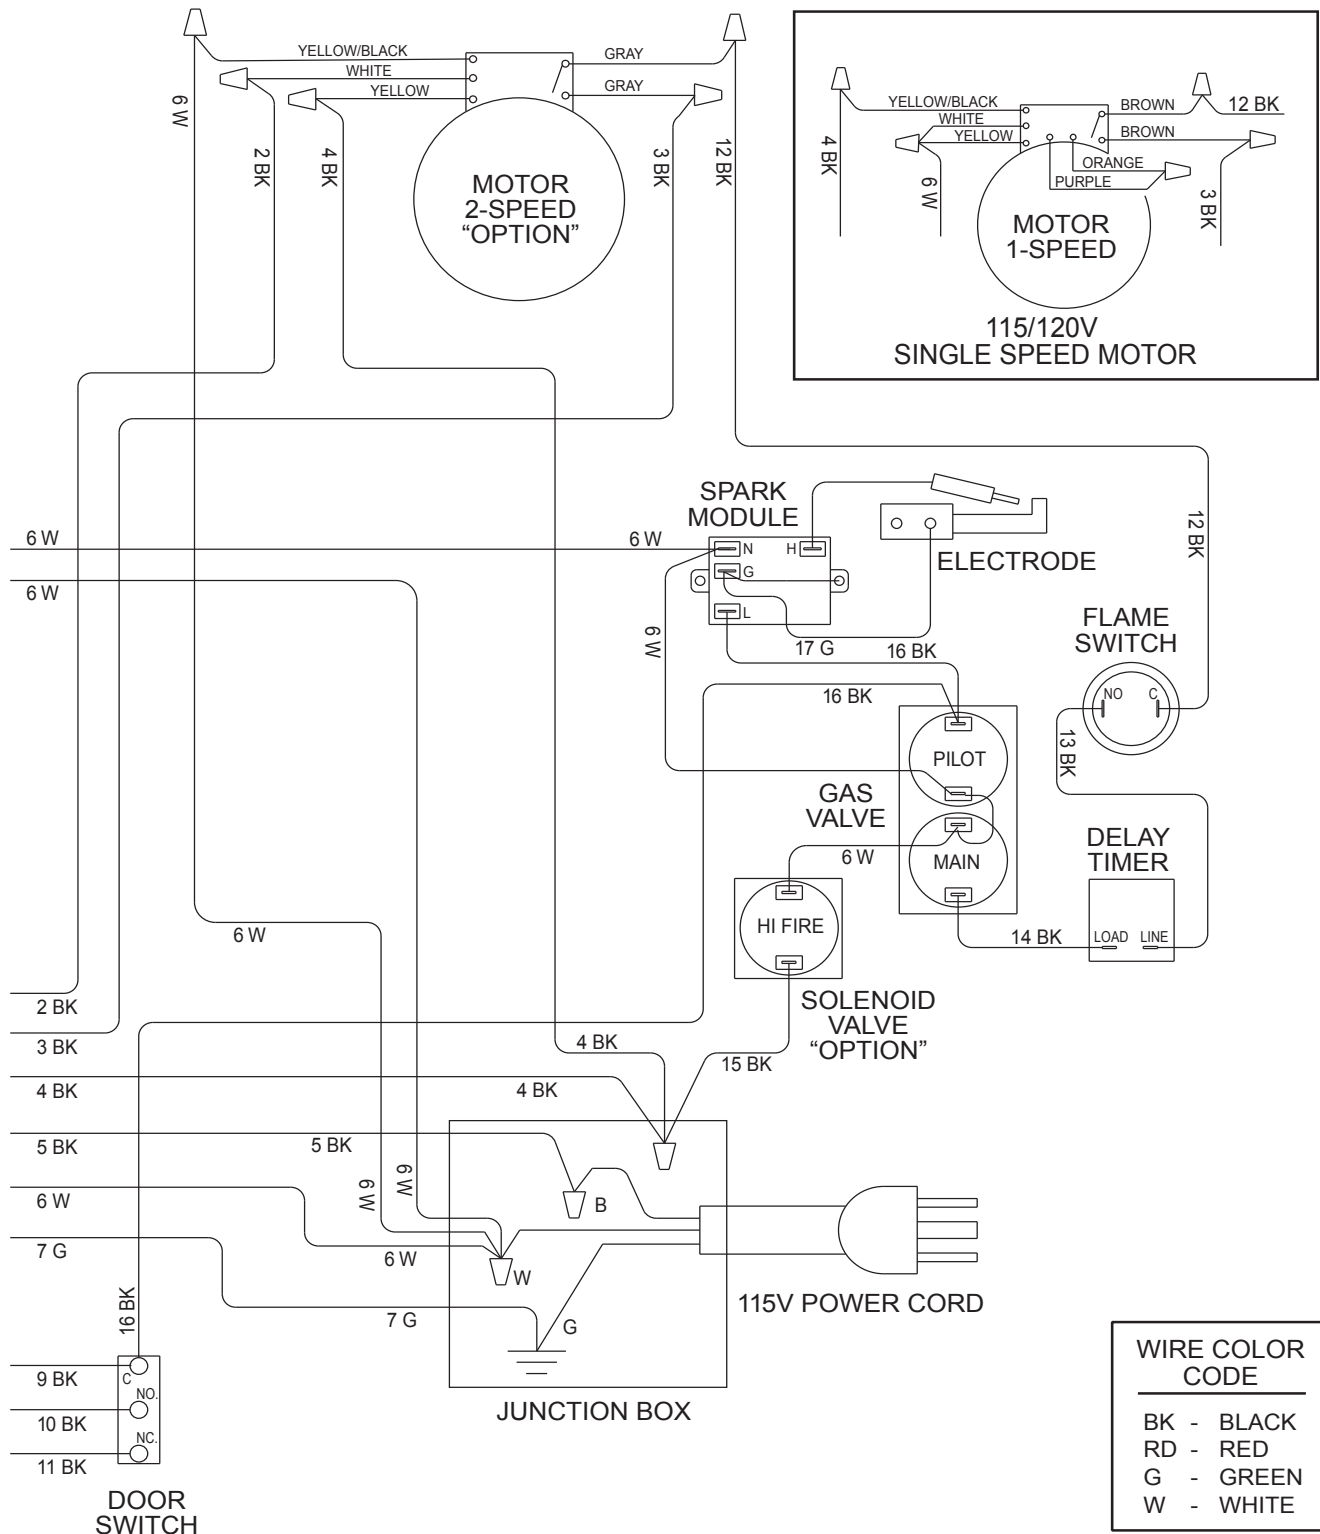 YELLOW/BLACK
WHITE
YELLOW
GRAY
GRAY
6 W
2 BK
4 BK
3 BK
12 BK
MOTOR
2-SPEED
“OPTION”
YELLOW/BLACK
WHITE
YELLOW
BROWN
12 BK
BROWN
ORANGE
PURPLE
4 BK
6 W
3 BK
MOTOR
1-SPEED
115/120V
SINGLE SPEED MOTOR
SPARK
MODULE
6 W
6 W
6 W
N
H
G
L
ELECTRODE
12 BK
6 W
17 G
16 BK
16 BK
FLAME
SWITCH
NO
C
13 BK
PILOT
GAS
VALVE
MAIN
6 W
DELAY
TIMER
LOAD
LINE
14 BK
HI FIRE
6 W
SOLENOID
VALVE
“OPTION”
2 BK
3 BK
4 BK
4 BK
4 BK
15 BK
5 BK
5 BK
6 W
6 W
6 W
B
6 W
W
7 G
7 G
G
115V POWER CORD
16 BK
JUNCTION BOX
9 BK
C
10 BK
NO.
11 BK
NC.
DOOR
SWITCH
WIRE COLOR
CODE
BK - BLACK
RD - RED
G - GREEN
W - WHITE